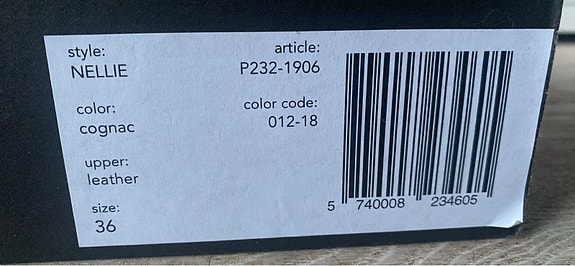 style:
NELLIE
article:
P232-1906
color:
cognac
color code:
012-18
upper:
leather
size:
36
5 740008 234605